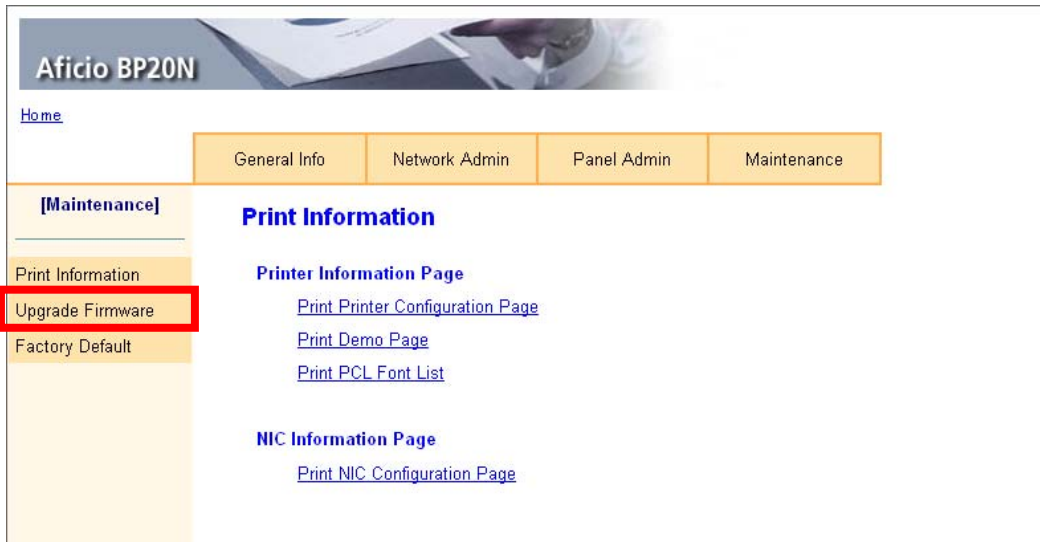 Aficio BP20N
Home
General Info Network Admin Panel Admin Maintenance
[Maintenance]
Print Information
Upgrade Firmware
Factory Default
Print Information
Printer Information Page
Print Printer Configuration Page
Print Demo Page
Print PCL Font List
NIC Information Page
Print NIC Configuration Page